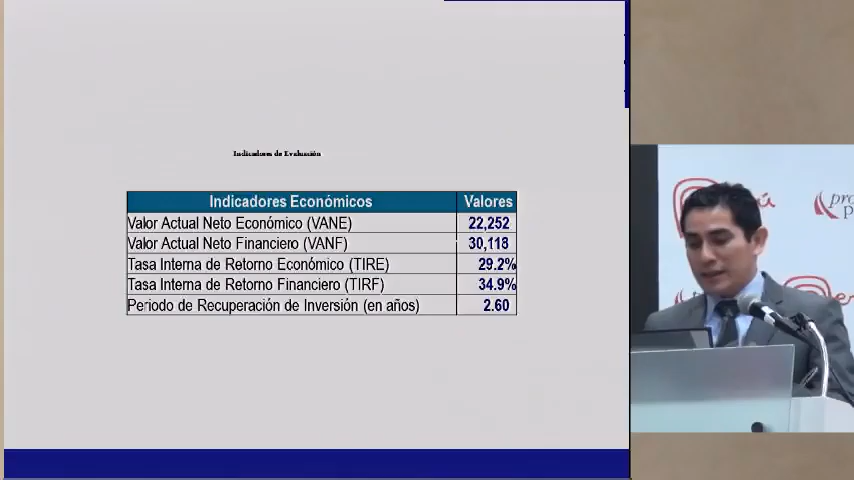 Indicadores de Evaluación
Indicadores Económicos Valores
Valor Actual Neto Económico (VANE) 22,252
Valor Actual Neto Financiero (VANF) 30,118
Tasa Interna de Retorno Económico (TIRE) 29.2%
Tasa Interna de Retorno Financiero (TIRF) 34.9%
Periodo de Recuperación de Inversión (en años) 2.60